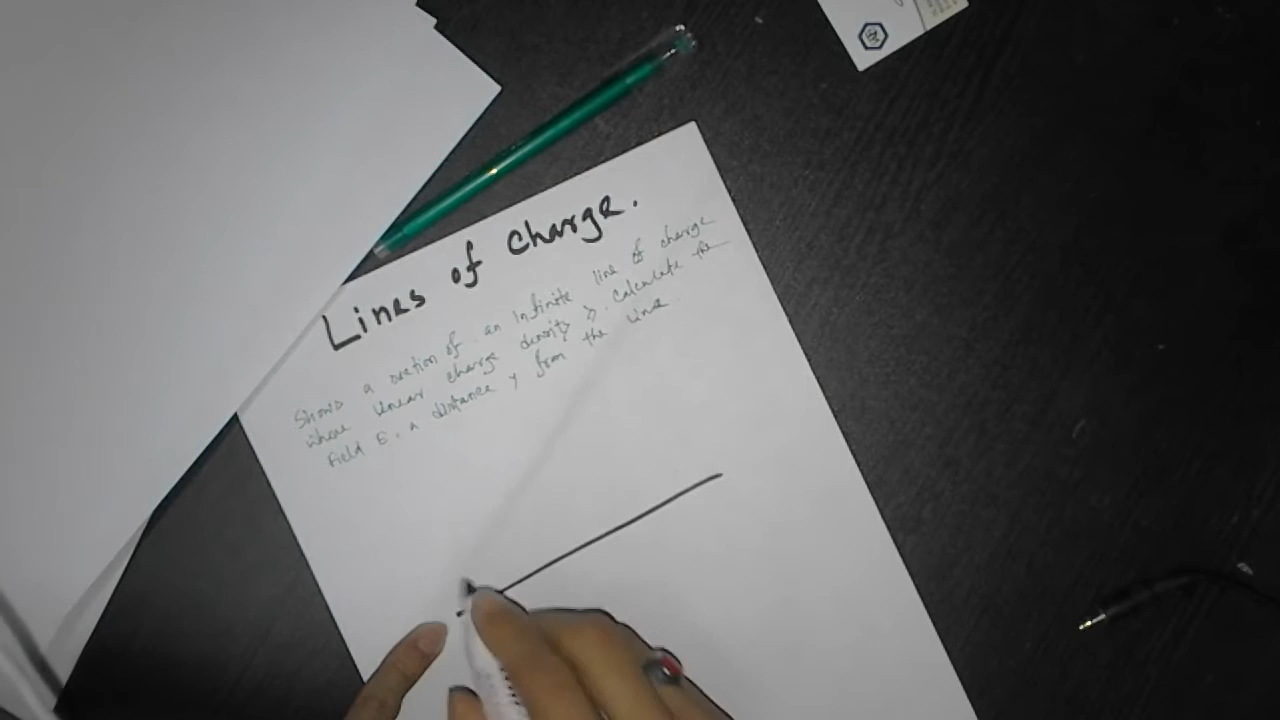 Lines of charge.
Shows a section of an infinite line of charge
whose linear charge density λ. calculate the
Field E. a distance y from the line.